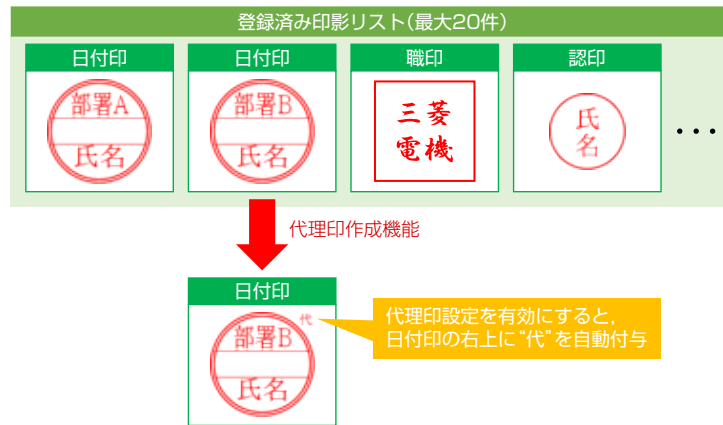 登録済み印影リスト(最大20件)
日付印
日付印
職印
認印
部署A
氏名
部署B
氏名
三菱
電機
氏
名
・・・
代理印作成機能
日付印
代
部署B
氏名
代理印設定を有効にすると，
日付印の右上に“代”を自動付与